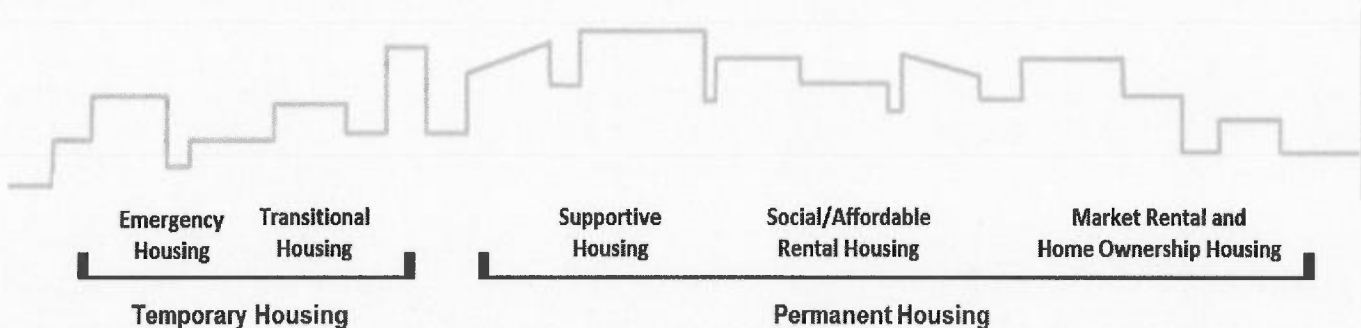 Emergency
Housing
Transitional
Housing
Supportive
Housing
Social/Affordable
Rental Housing
Market Rental and
Home Ownership Housing
Temporary Housing
Permanent Housing